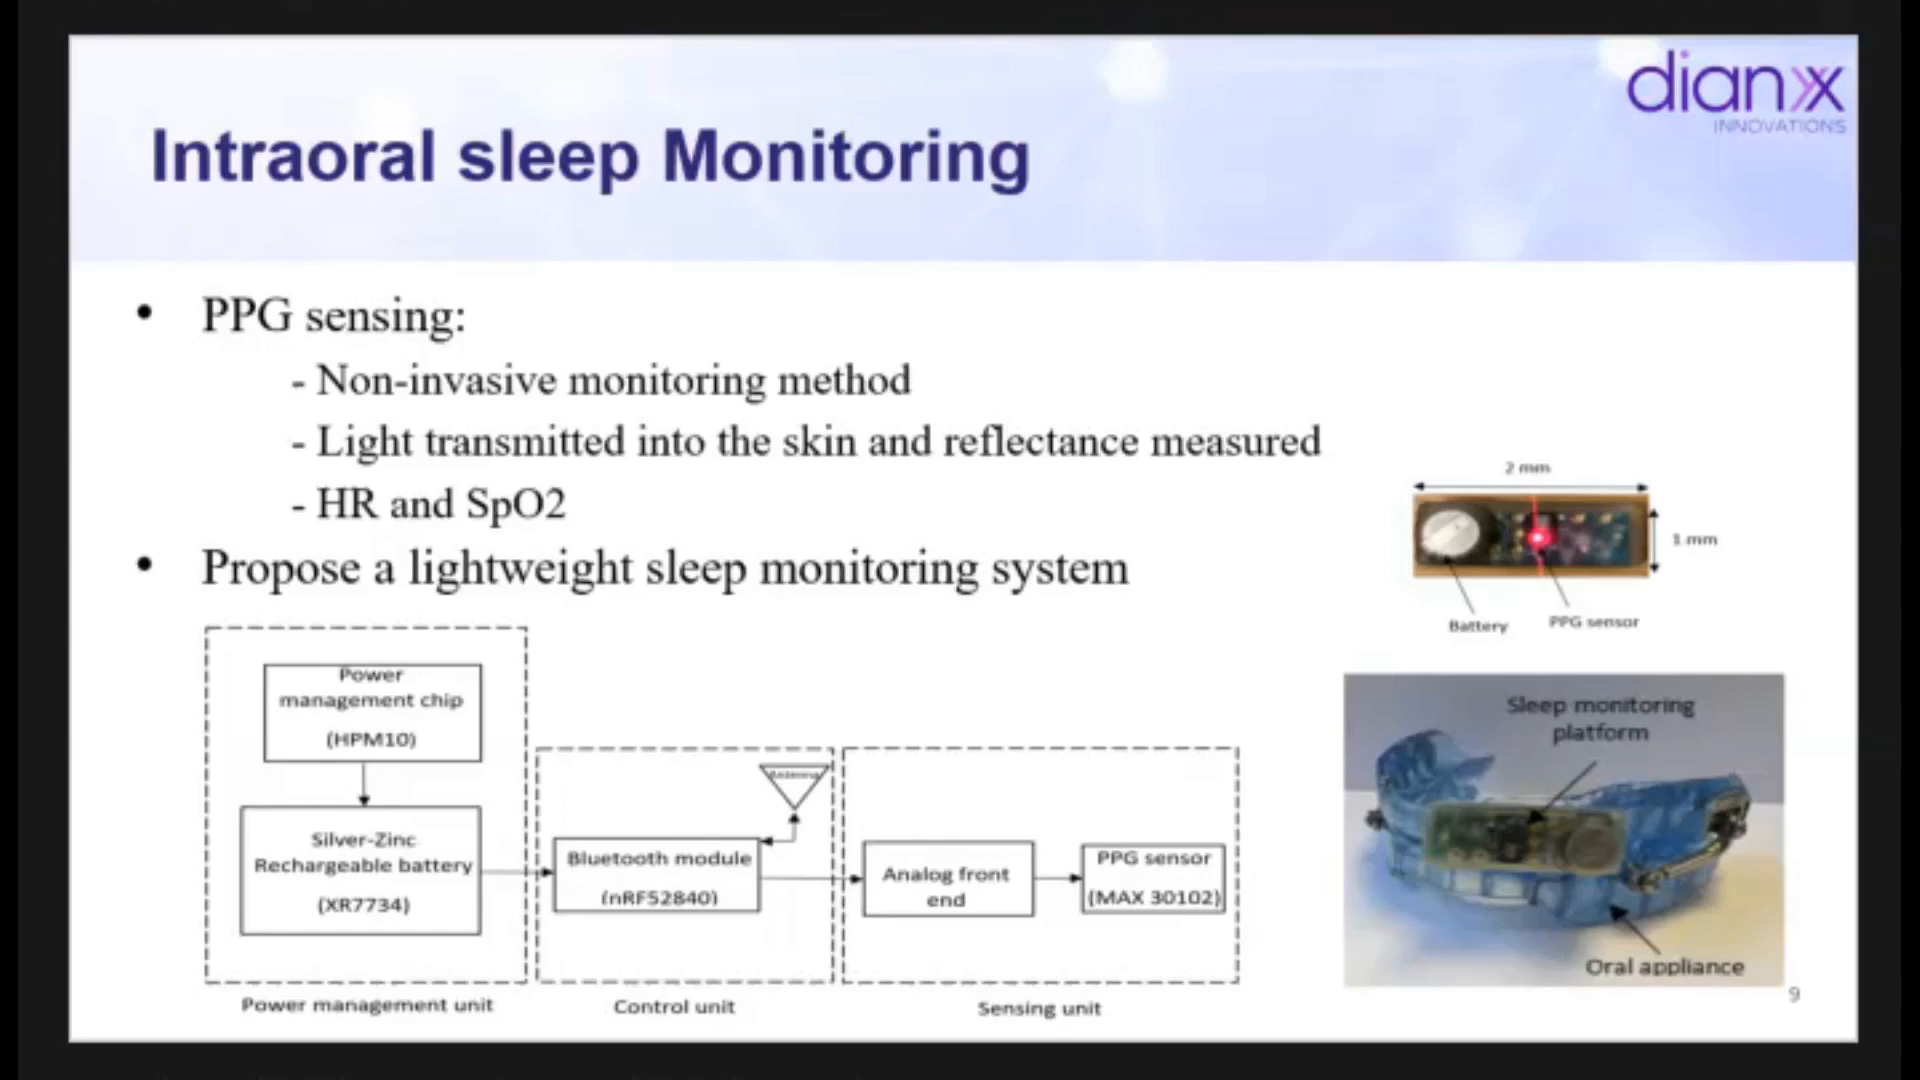 dianxx
INNOVATIONS
Intraoral sleep Monitoring
• PPG sensing:
- Non-invasive monitoring method
- Light transmitted into the skin and reflectance measured
- HR and SpO2
• Propose a lightweight sleep monitoring system
2 mm
1 mm
Battery
PPG sensor
Power
management chip
(HPM10)
Silver-Zinc
Rechargeable battery
(XR7734)
Power management unit
Antenna
Bluetooth module
(nRF52840)
Control unit
Analog front
end
PPG sensor
(MAX 30102)
Sensing unit
Sleep monitoring
platform
Oral appliance
9